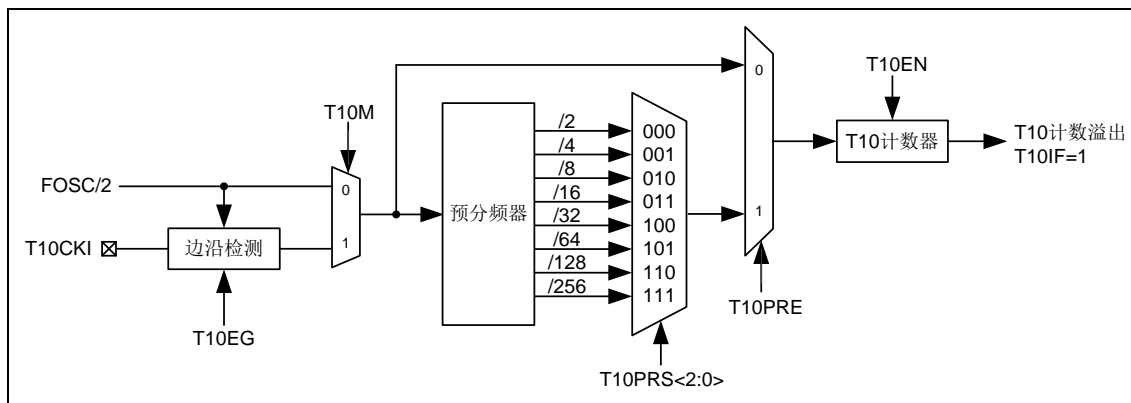 T10EN
T10M
0
T10计数器
T10计数溢出
T10IF=1
/2
000
/4
001
/8
010
/16
011
/32
100
/64
101
/128
110
/256
111
FOSC/2
0
预分频器
T10CKI
边沿检测
1
1
T10EG
T10PRE
T10PRS<2:0>